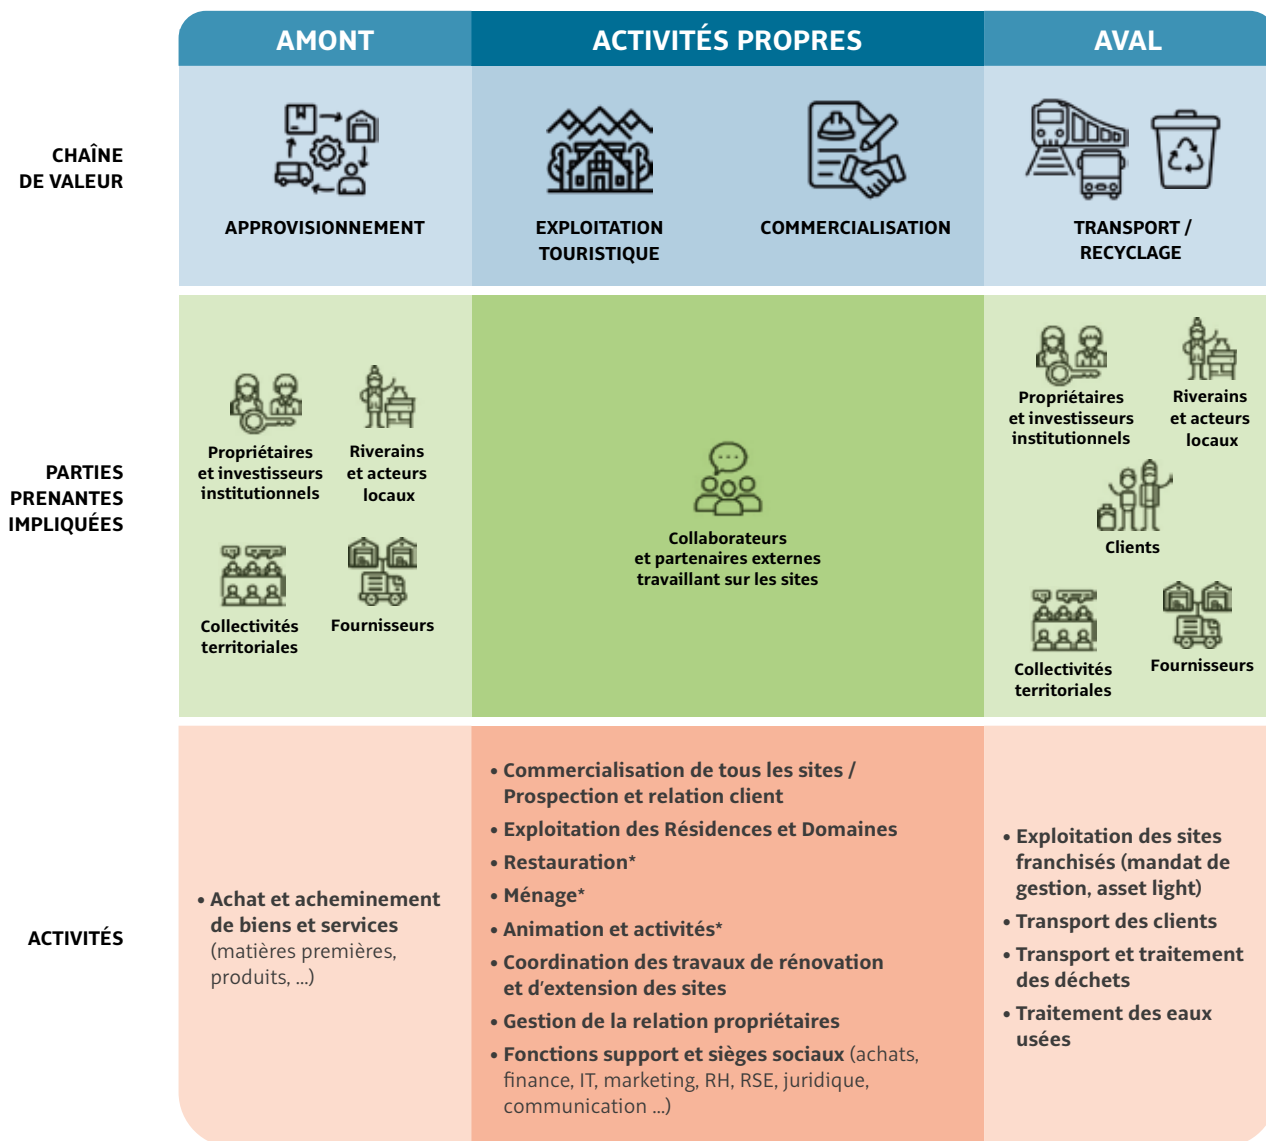 AMONT
ACTIVITÉS PROPRES
AVAL
CHAÎNE
DE VALEUR
APPROVISIONNEMENT
EXPLOITATION
TOURISTIQUE
COMMERCIALISATION
TRANSPORT /
RECYCLAGE
PARTIES
PRENANTES
IMPLIQUÉES
Propriétaires
et investisseurs
institutionnels
Riverains
et acteurs
locaux
Collectivités
territoriales
Fournisseurs
Collaborateurs
et partenaires externes
travaillant sur les sites
Propriétaires
et investisseurs
institutionnels
Riverains
et acteurs
locaux
Clients
Collectivités
territoriales
Fournisseurs
ACTIVITÉS
• Achat et acheminement
de biens et services
(matières premières,
produits, ...)
• Commercialisation de tous les sites /
Prospection et relation client
• Exploitation des Résidences et Domaines
• Restauration*
• Ménage*
• Animation et activités*
• Coordination des travaux de rénovation
et d'extension des sites
• Gestion de la relation propriétaires
• Fonctions support et sièges sociaux (achats,
finance, IT, marketing, RH, RSE, juridique,
communication ...)
• Exploitation des sites
franchisés (mandat de
gestion, asset light)
• Transport des clients
• Transport et traitement
des déchets
• Traitement des eaux
usées